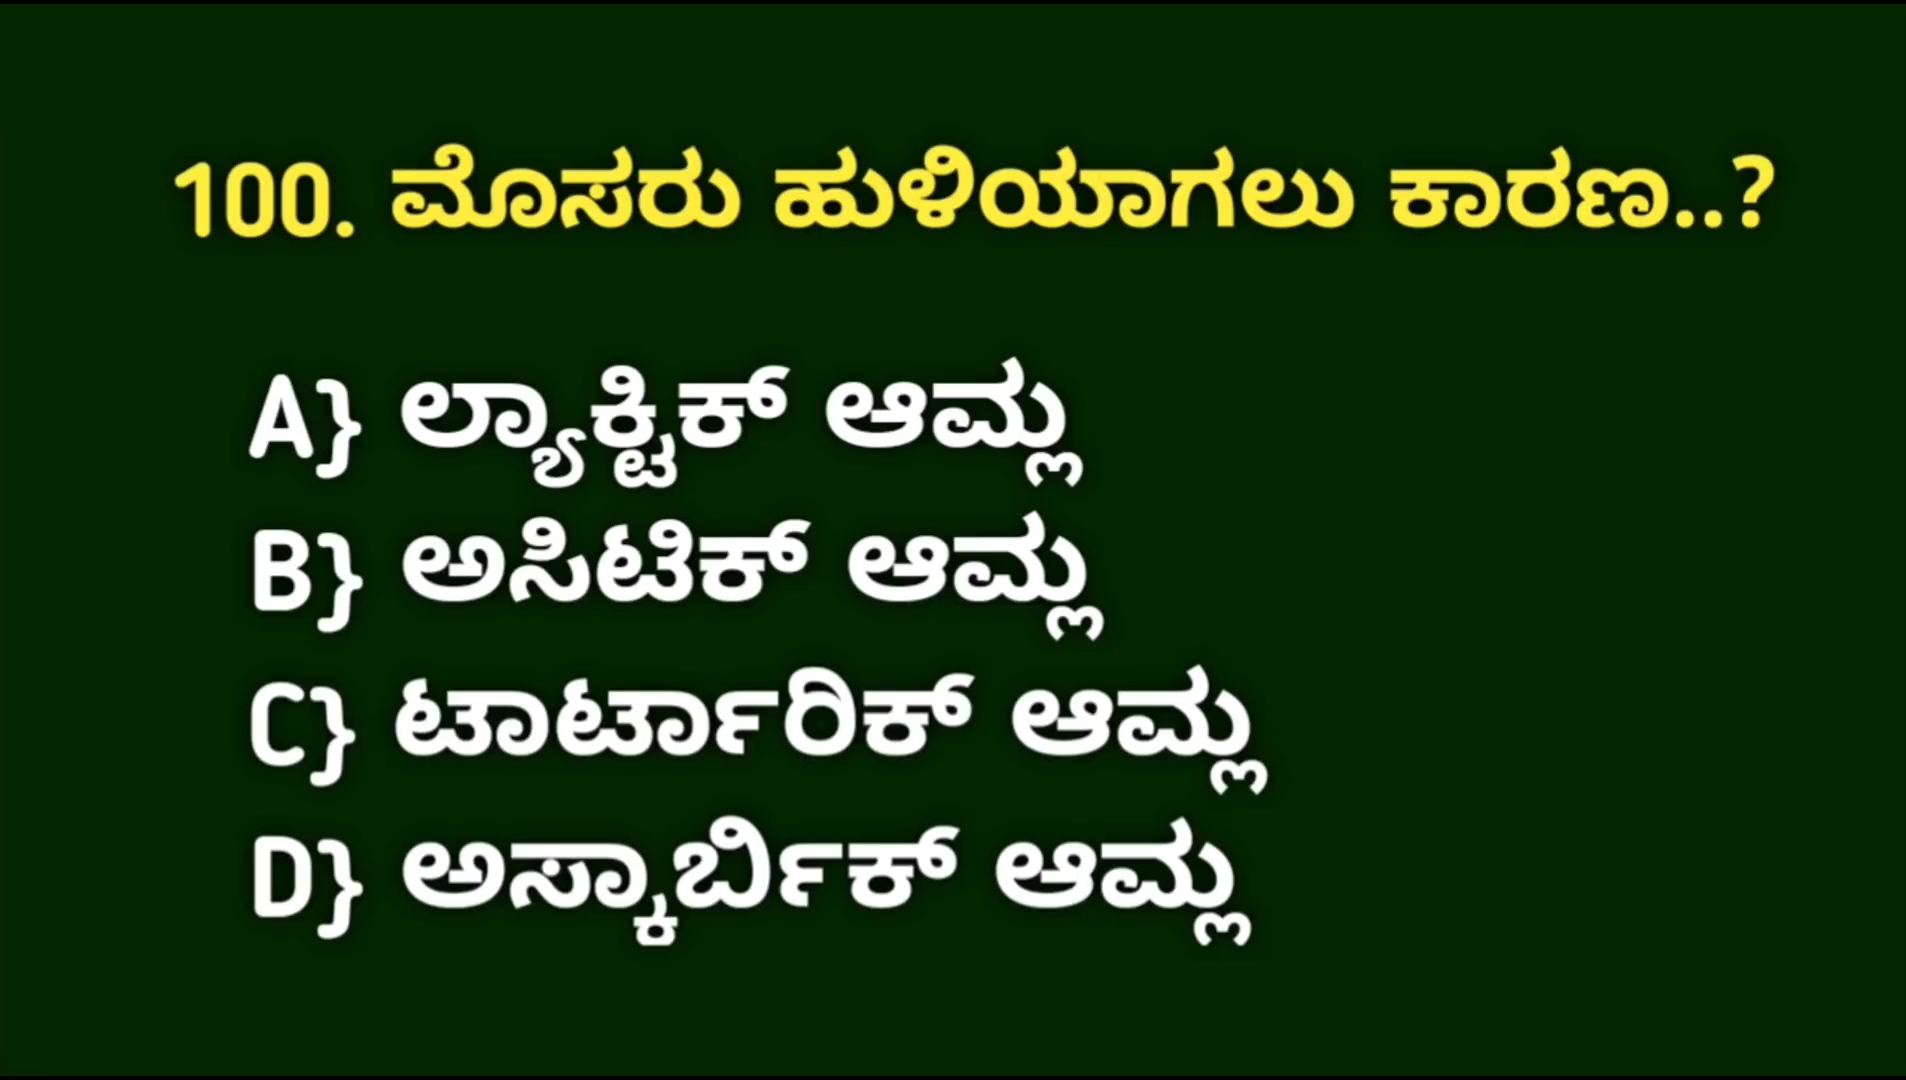 100. ಮೊಸರು ಹುಳಿಯಾಗಲು ಕಾರಣ..?
A} ಲ್ಯಾಕ್ಟಿಕ್ ಆಮ್ಲ
B} ಅಸಿಟಿಕ್ ಆಮ್ಲ
C} ಟಾರ್ಟಾರಿಕ್ ಆಮ್ಲ
D} ಅಸ್ಕಾರ್ಬಿಕ್ ಆಮ್ಲ